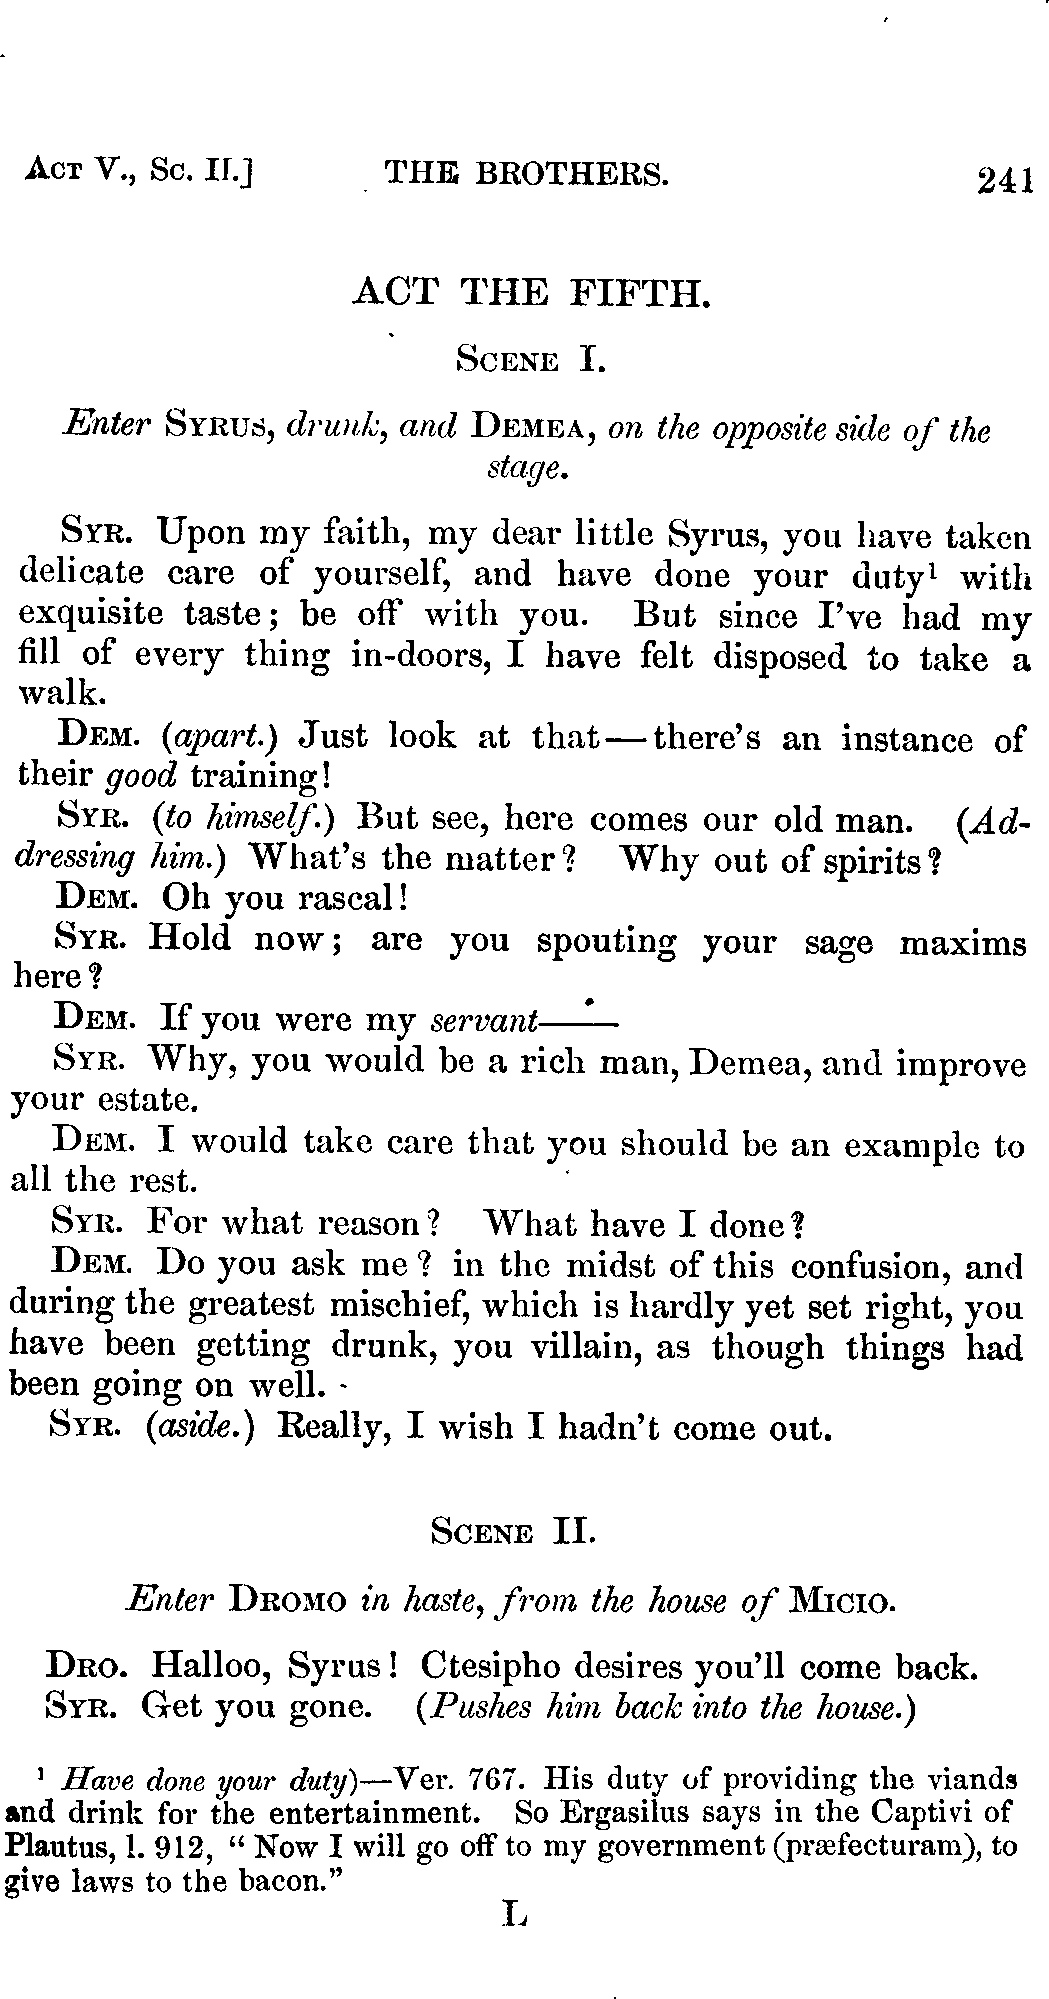 ACT V., SC. II.] THE BROTHERS. 241
ACT THE FIFTH.
SCENE I.
Enter SYRUS, drunk, and DEMEA, on the opposite side of the
stage.
SYR. Upon my faith, my dear little Syrus, you have taken
delicate care of yourself, and have done your duty¹ with
exquisite taste; be off with you. But since I've had my
fill of every thing in-doors, I have felt disposed to take a
walk.
DEM. (apart.) Just look at that—there's an instance of
their good training!
SYR. (to himself.) But see, here comes our old man. (Ad-
dressing him.) What's the matter? Why out of spirits?
DEM. Oh you rascal!
SYR. Hold now; are you spouting your sage maxims
here?
DEM. If you were my servant——
SYR. Why, you would be a rich man, Demea, and improve
your estate.
DEM. I would take care that you should be an example to
all the rest.
SYR. For what reason? What have I done?
DEM. Do you ask me? in the midst of this confusion, and
during the greatest mischief, which is hardly yet set right, you
have been getting drunk, you villain, as though things had
been going on well.
SYR. (aside.) Really, I wish I hadn't come out.
SCENE II.
Enter DROMO in haste, from the house of MICIO.
DRO. Halloo, Syrus! Ctesipho desires you'll come back.
SYR. Get you gone. (Pushes him back into the house.)
¹ Have done your duty)—Ver. 767. His duty of providing the viands
and drink for the entertainment. So Ergasilus says in the Captivi of
Plautus, l. 912, “Now I will go off to my government (præfecturam), to
give laws to the bacon.”
L